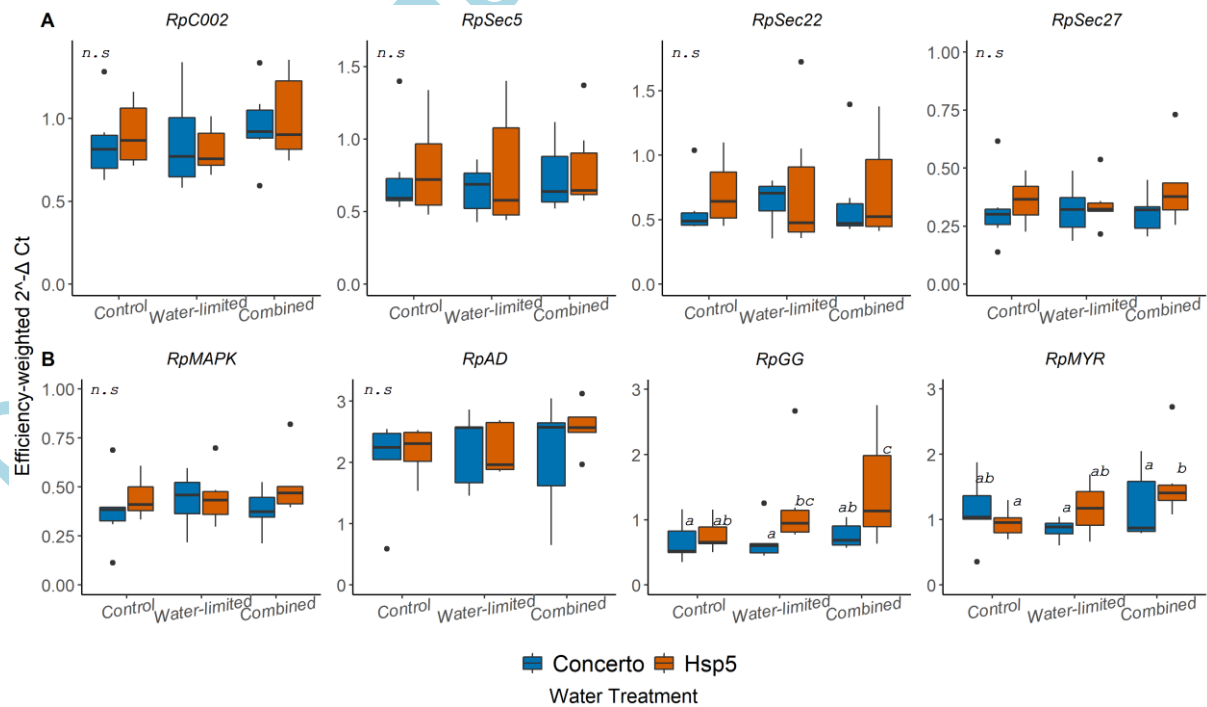 A
RpC002
RpSec5
RpSec22
RpSec27
n.s
n.s
n.s
n.s
1.0
0.5
0.0
1.5
1.0
0.5
0.0
1.5
1.0
0.5
0.0
1.00
0.75
0.50
0.25
0.00
Control Water-limited Combined
Control Water-limited Combined
Control Water-limited Combined
Control Water-limited Combined
Efficiency-weighted 2^-Δ Ct
B
RpMAPK
RpAD
RpGG
RpMYR
n.s
n.s
1.00
0.75
0.50
0.25
0.00
3
2
1
0
3
2
1
0
a ab a bc ab c
3
2
1
0
ab a a ab a b
Control Water-limited Combined
Control Water-limited Combined
Control Water-limited Combined
Control Water-limited Combined
Concerto Hsp5
Water Treatment